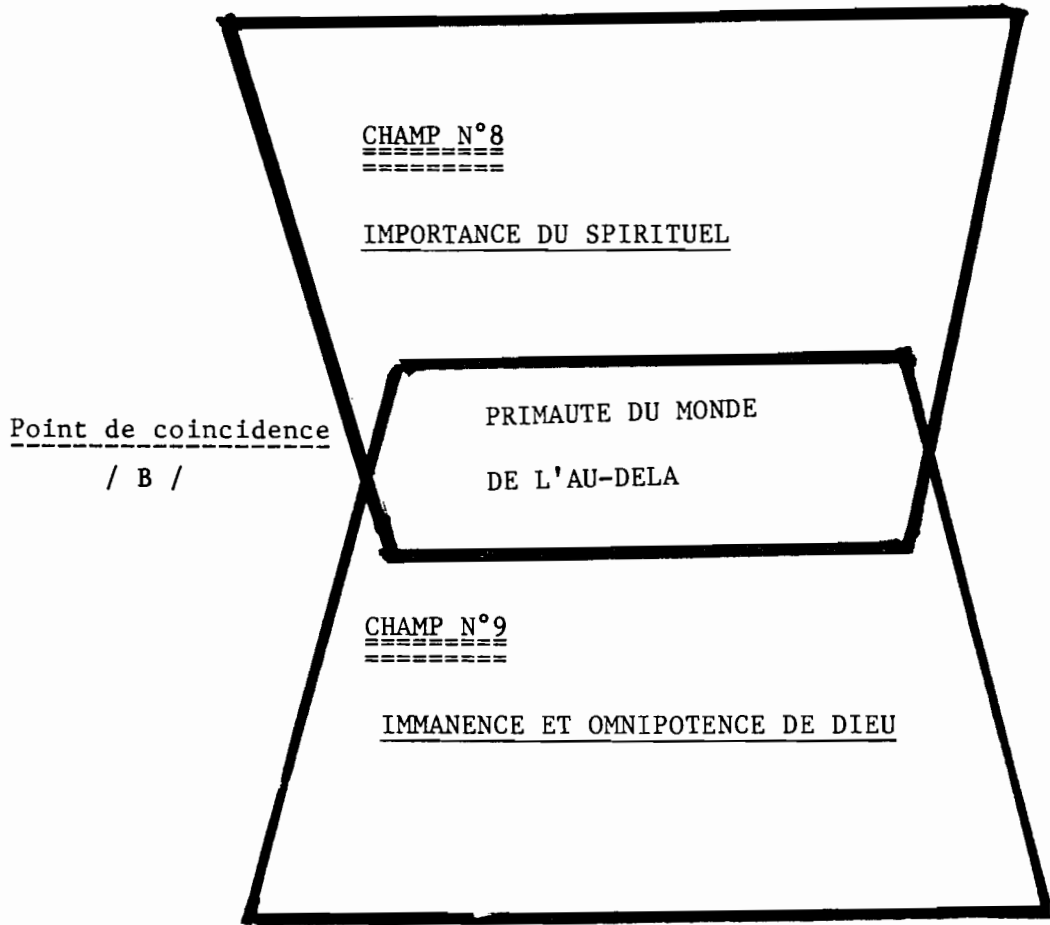 CHAMP N°8
IMPORTANCE DU SPIRITUEL
PRIMAUTE DU MONDE
Point de coincidence
/ B /
DE L'AU-DELA
CHAMP N°9
IMMANENCE ET OMNIPOTENCE DE DIEU